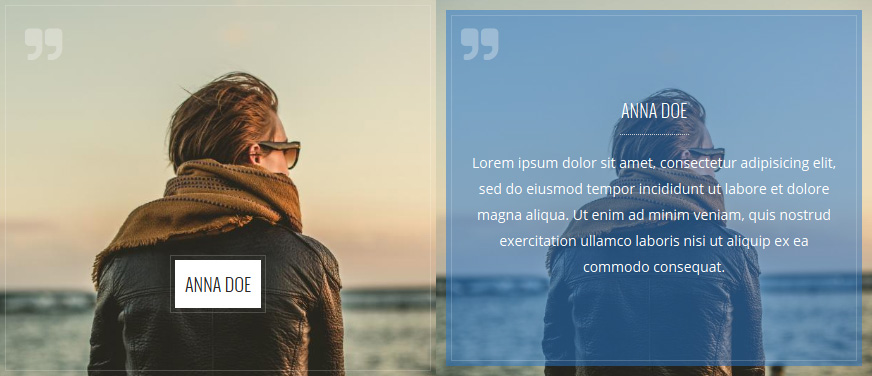 ANNA DOE
ANNA DOE
Lorem ipsum dolor sit amet, consectetur adipisicing elit,
sed do eiusmod tempor incididunt ut labore et dolore
magna aliqua. Ut enim ad minim veniam, quis nostrud
exercitation ullamco laboris nisi ut aliquip ex ea
commodo consequat.